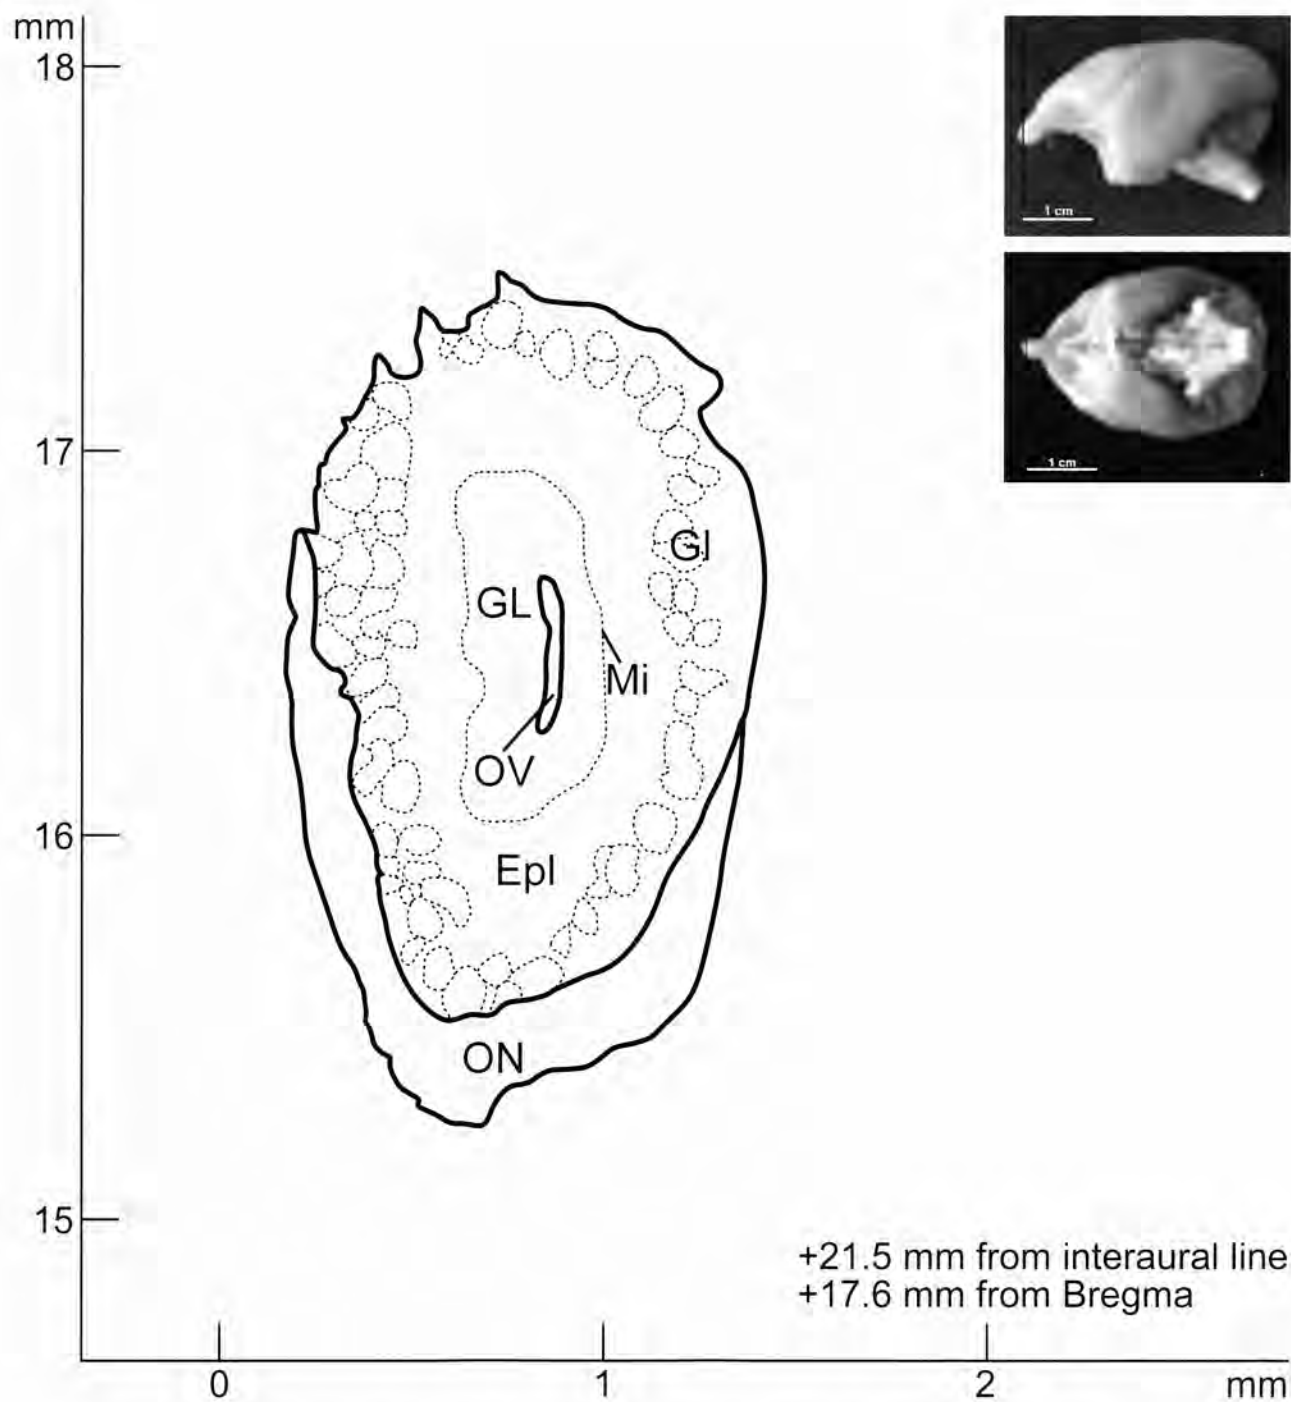 mm
18
1 cm
17
1 cm
Gl
GL
Mi
OV
16
Epl
ON
15
+21.5 mm from interaural line
+17.6 mm from Bregma
0
1
2
mm